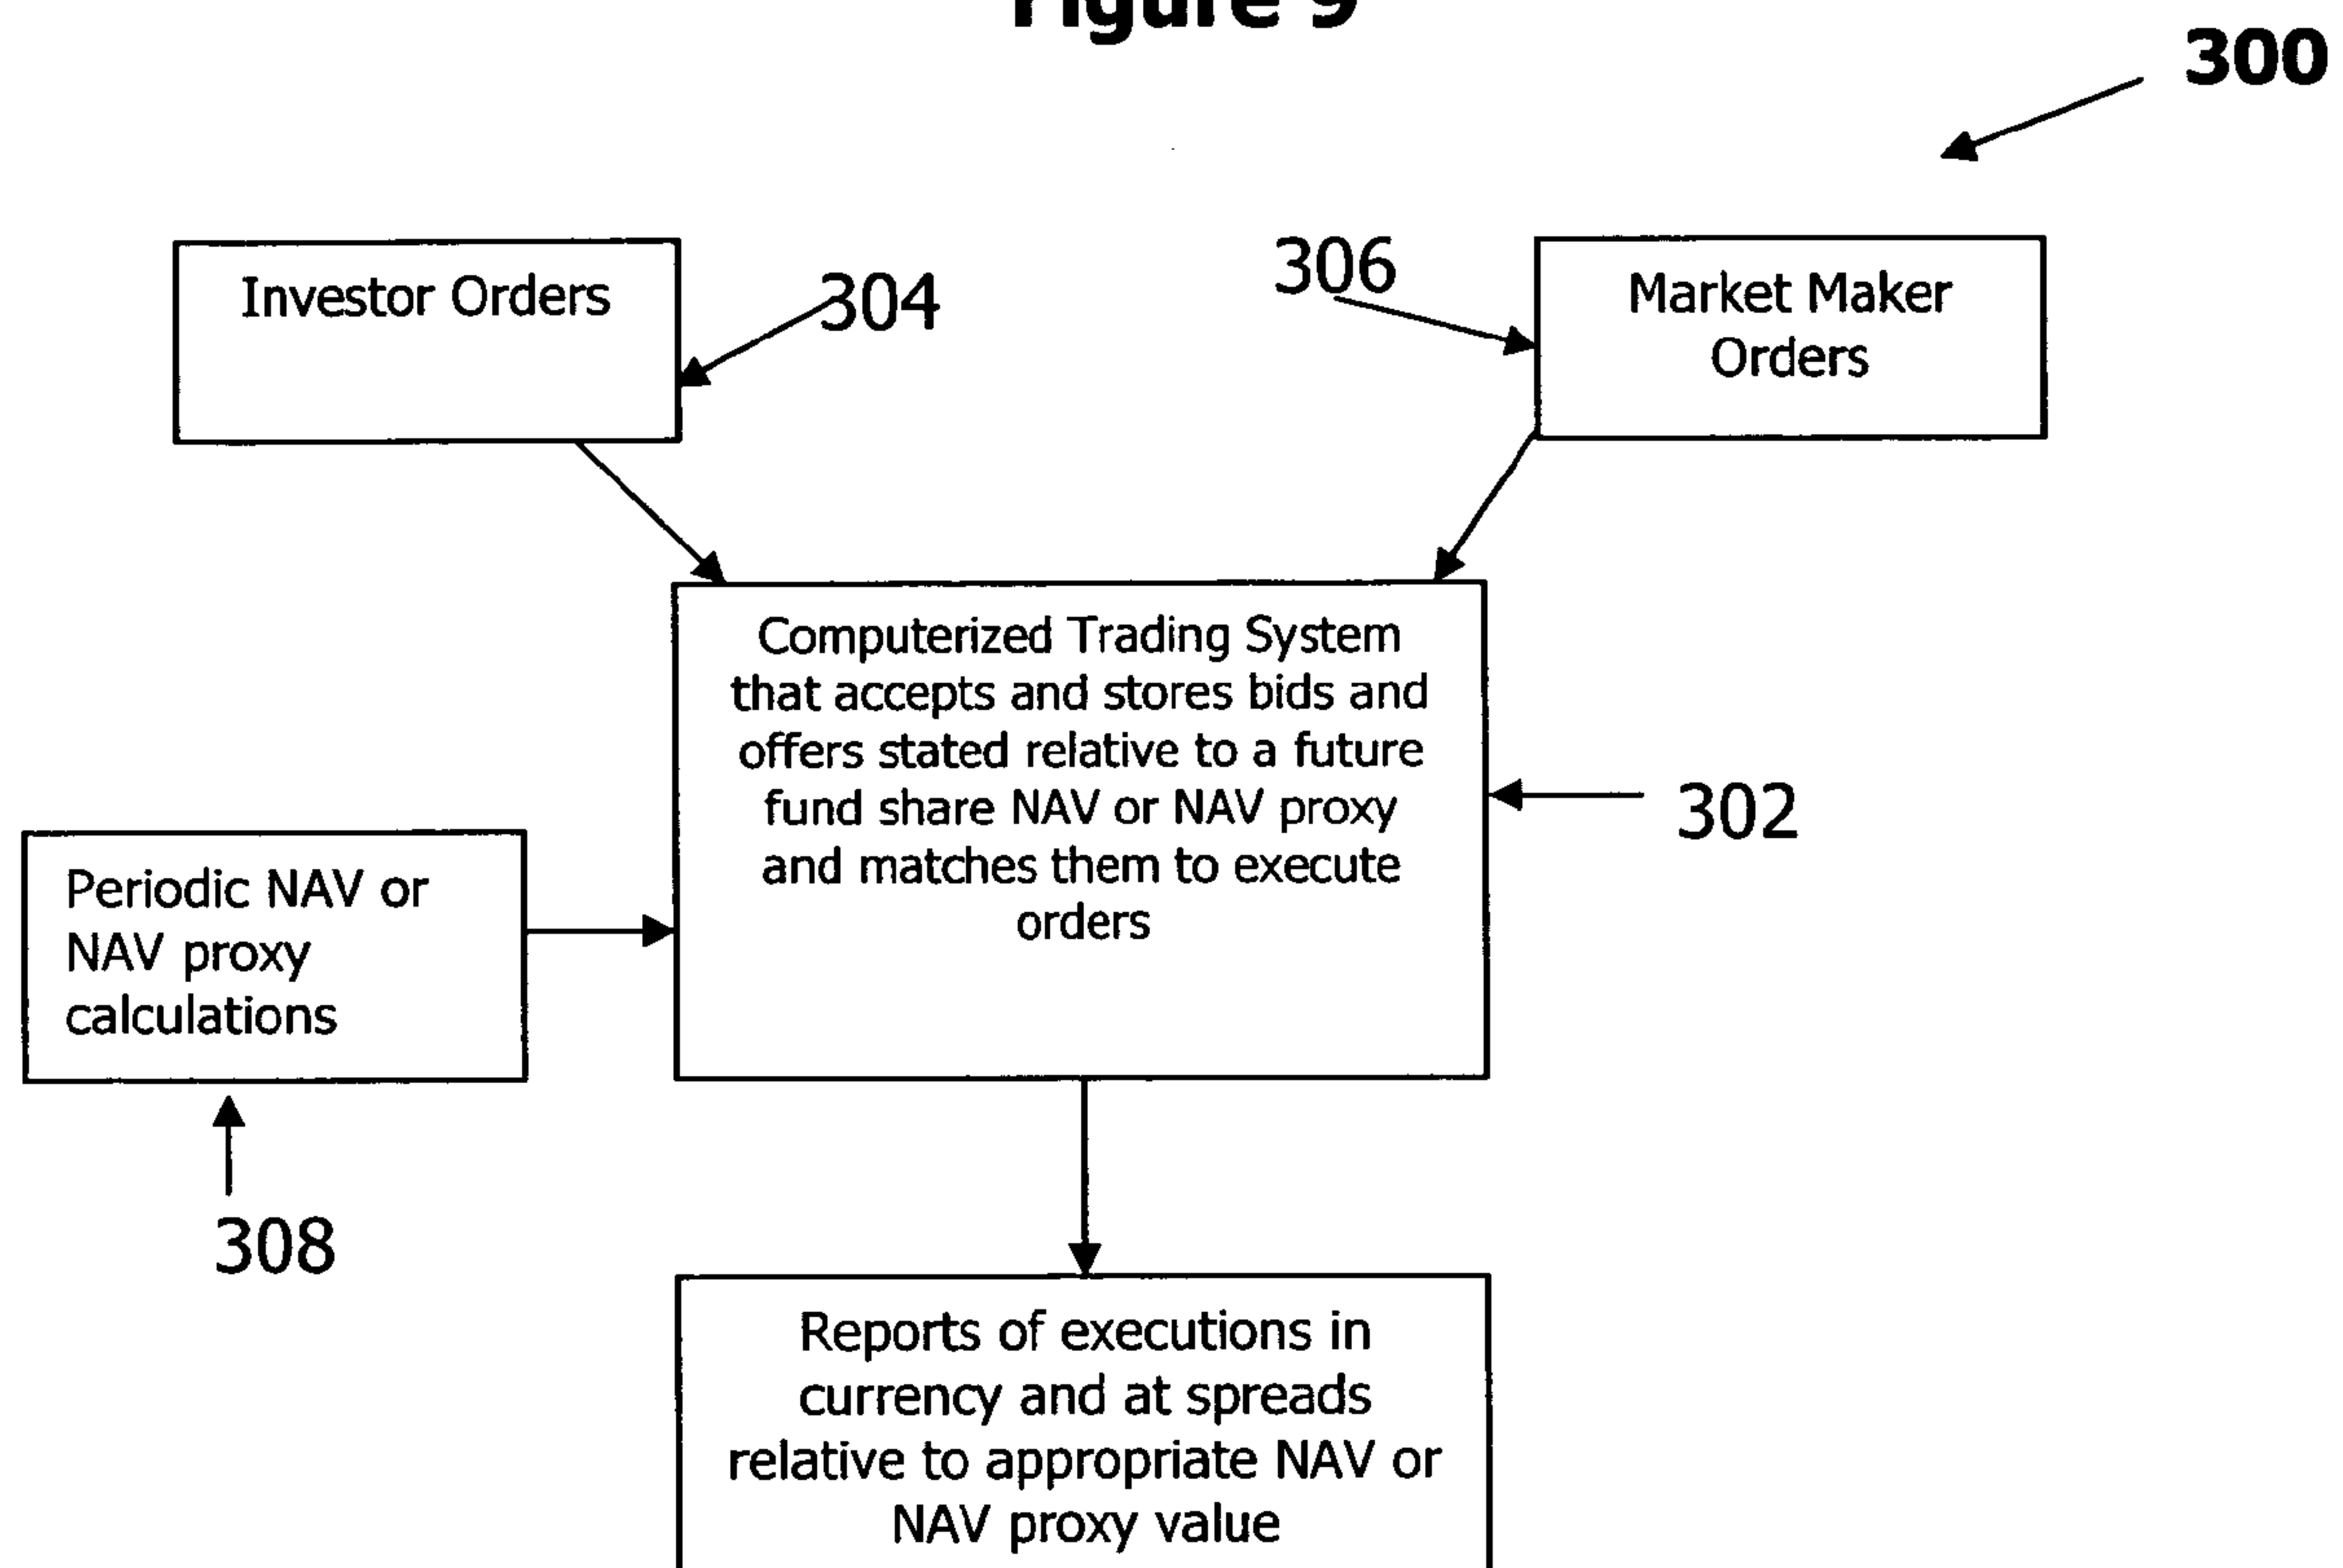 Figure 9
300
Investor Orders
304
306
Market Maker
Orders
Computerized Trading System
that accepts and stores bids and
offers stated relative to a future
fund share NAV or NAV proxy
and matches them to execute
orders
302
Periodic NAV or
NAV proxy
calculations
308
Reports of executions in
currency and at spreads
relative to appropriate NAV or
NAV proxy value